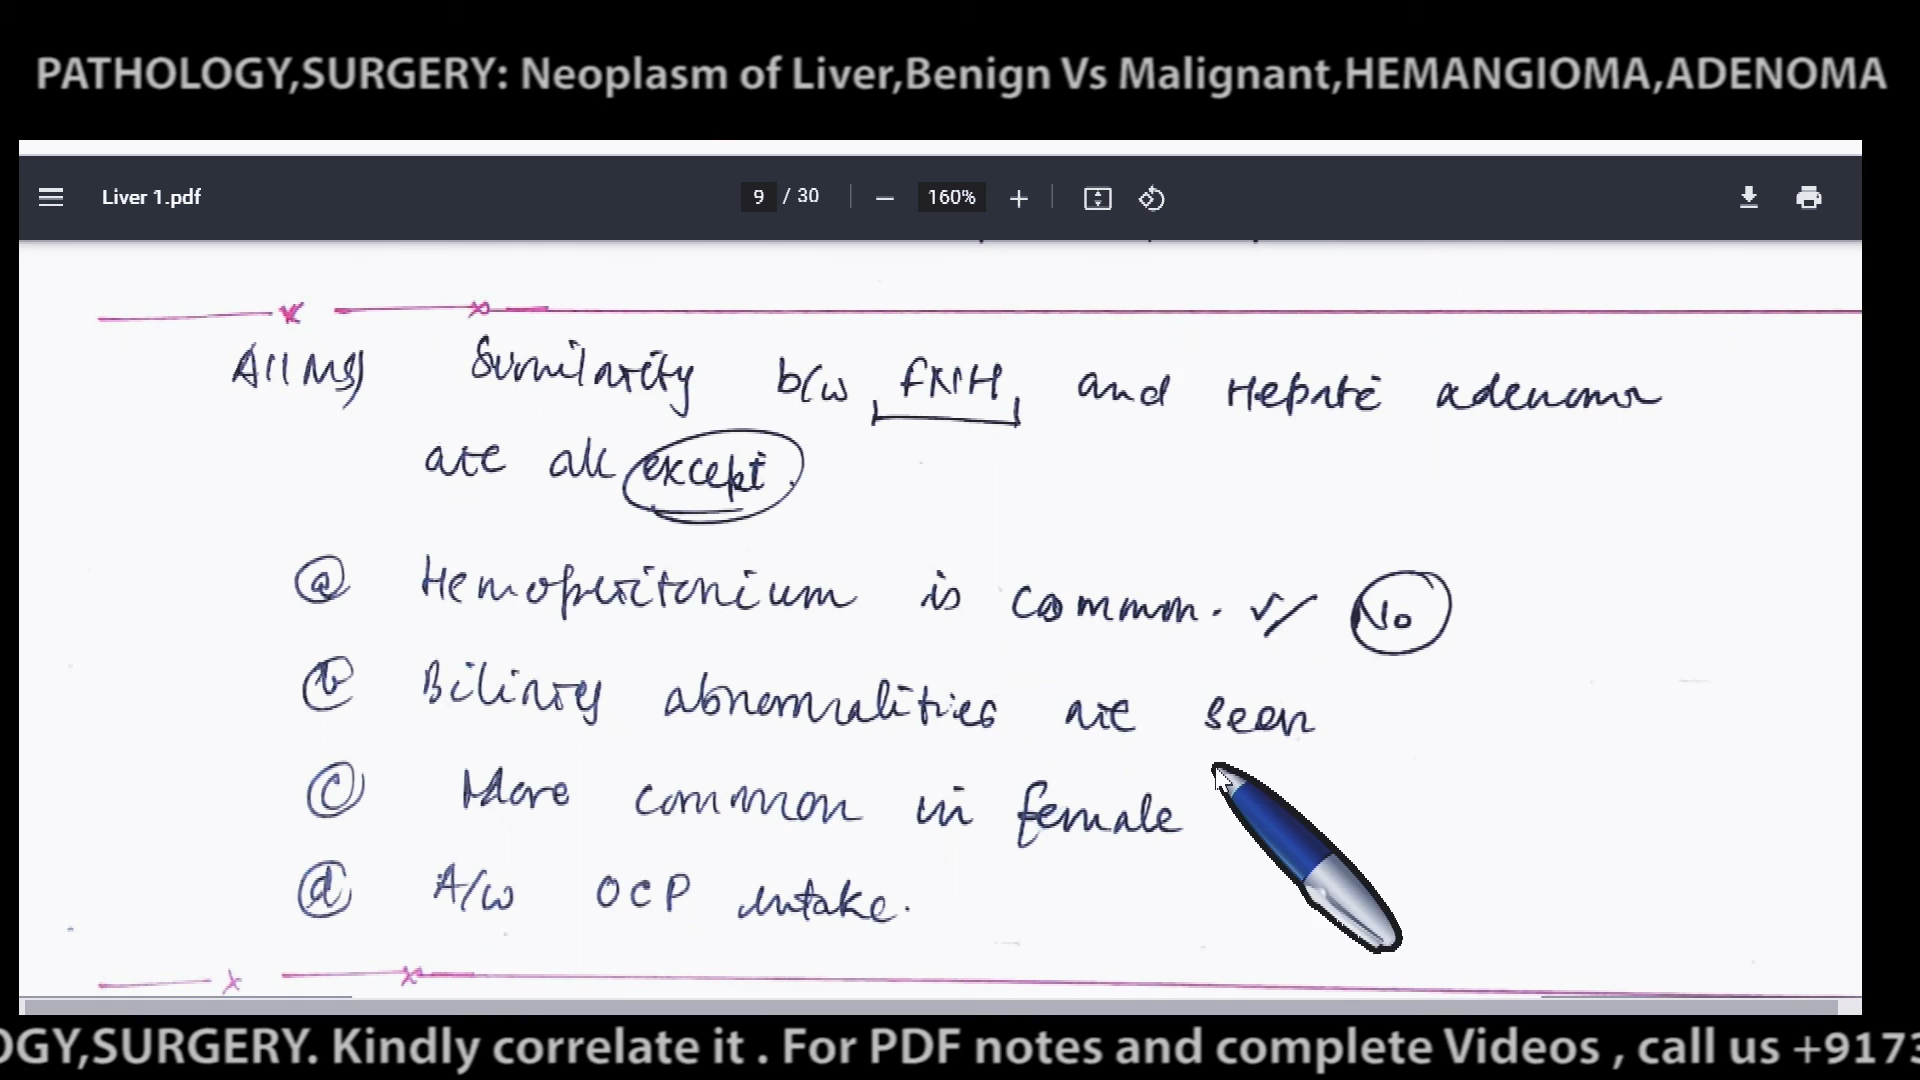 PATHOLOGY,SURGERY: Neoplasm of Liver,Benign Vs Malignant,HEMANGIOMA,ADENOMA
Liver 1.pdf 9 / 30 160%
AIIMS Similarity b/w FNH and Hepatic adenoma
are all except.
a Hemoperitonium is common. No
b Biliary abnormalities are seen
c More common in female
d A/w OCP intake.
OGY,SURGERY. Kindly correlate it . For PDF notes and complete Videos , call us +9173